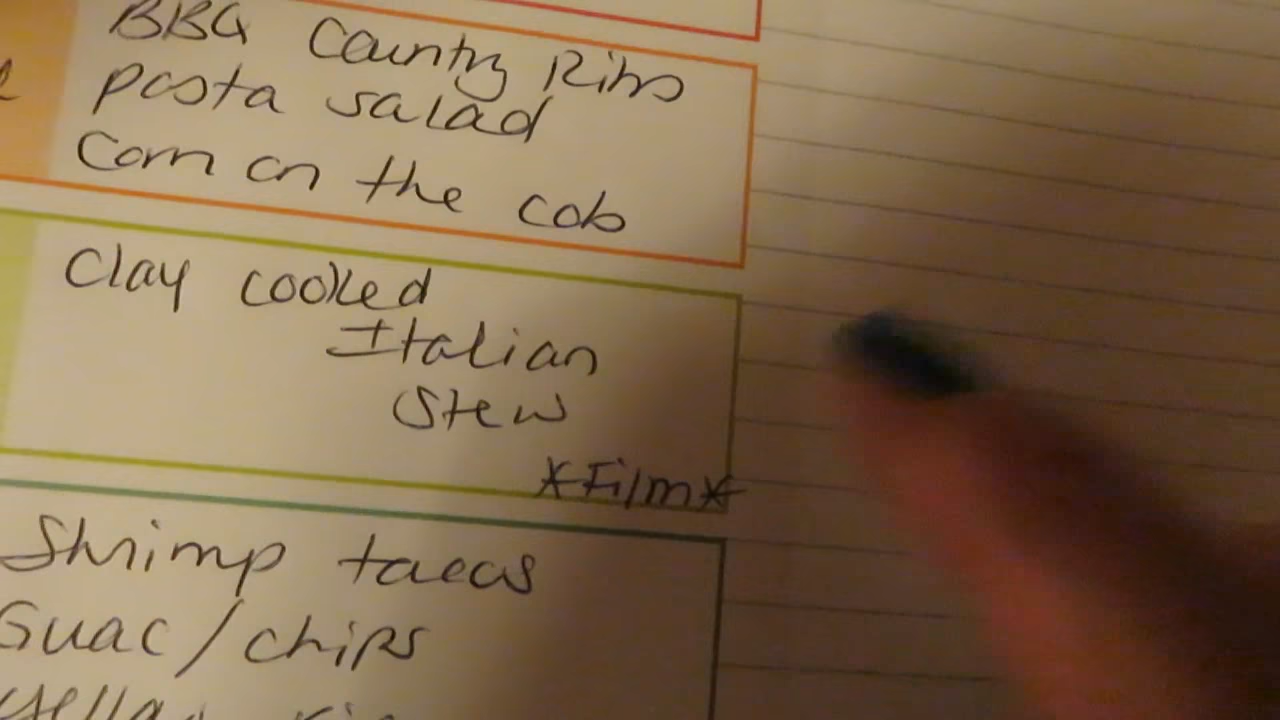 BBQ Country Ribs
pasta salad
Corn on the cob
Clay cooked
Italian
Stew
*Film*
Shrimp tacos
Guac/chips